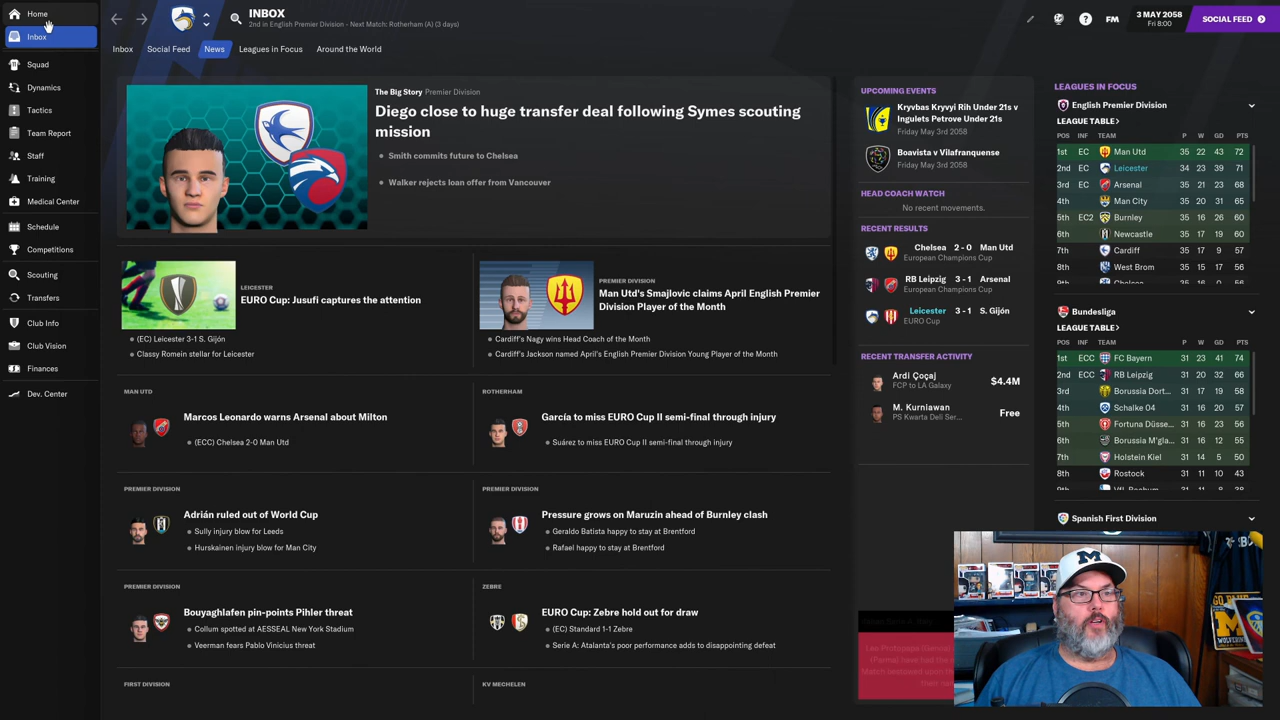 Home
Inbox
Squad
Dynamics
Tactics
Team Report
Staff
Training
Medical Center
Schedule
Competitions
Scouting
Transfers
Club Info
Club Vision
Finances
Dev. Center
INBOX
2nd in English Premier Division - Next Match: Rotherham (A) (3 days)
FM
3 MAY 2058
Fri 8:00
SOCIAL FEED
Inbox
Social Feed
News
Leagues in Focus
Around the World
The Big Story Premier Division
Diego close to huge transfer deal following Symes scouting
mission
Smith commits future to Chelsea
Walker rejects loan offer from Vancouver
LEICESTER
EURO Cup: Jusufi captures the attention
(EC) Leicester 3-1 S. Gijón
Classy Romein stellar for Leicester
PREMIER DIVISION
Man Utd's Smajlovic claims April English Premier
Division Player of the Month
Cardiff's Nagy wins Head Coach of the Month
Cardiff's Jackson named April's English Premier Division Young Player of the Month
MAN UTD
Marcos Leonardo warns Arsenal about Milton
(ECC) Chelsea 2-0 Man Utd
ROTHERHAM
García to miss EURO Cup II semi-final through injury
Suárez to miss EURO Cup II semi-final through injury
PREMIER DIVISION
Adrián ruled out of World Cup
Sully injury blow for Leeds
Hurskainen injury blow for Man City
PREMIER DIVISION
Pressure grows on Maruzin ahead of Burnley clash
Geraldo Batista happy to stay at Brentford
Rafael happy to stay at Brentford
PREMIER DIVISION
Bouyaghlafen pin-points Pihler threat
Collum spotted at AESSEAL New York Stadium
Veerman fears Pablo Vinicius threat
ZEBRE
EURO Cup: Zebre hold out for draw
(EC) Standard 1-1 Zebre
Serie A: Atalanta's poor performance adds to disappointing defeat
FIRST DIVISION
KV MECHELEN
UPCOMING EVENTS
Kryvbas Kryvyi Rih Under 21s v
Ingulets Petrove Under 21s
Friday May 3rd 2058
Boavista v Vilafranquense
Friday May 3rd 2058
HEAD COACH WATCH
No recent movements.
RECENT RESULTS
Chelsea 2 - 0 Man Utd
European Champions Cup
RB Leipzig 3 - 1 Arsenal
European Champions Cup
Leicester 3 - 1 S. Gijón
EURO Cup
RECENT TRANSFER ACTIVITY
Ardi Çoçaj
FCP to LA Galaxy
$4.4M
M. Kurniawan
PS Kwarta Deli Ser...
Free
LEAGUES IN FOCUS
English Premier Division
LEAGUE TABLE
POS INF TEAM P W GD PTS
1st EC Man Utd 35 22 43 72
2nd EC Leicester 34 23 39 71
3rd EC Arsenal 35 21 23 68
4th Man City 35 20 31 65
5th EC2 Burnley 35 16 26 60
6th Newcastle 35 17 19 60
7th Cardiff 35 17 9 57
8th West Brom 35 15 17 56
Bundesliga
LEAGUE TABLE
POS INF TEAM P W GD PTS
1st ECC FC Bayern 31 21 41 74
2nd ECC RB Leipzig 31 20 32 66
3rd Borussia Dort... 31 17 19 58
4th Schalke 04 31 16 20 57
5th Fortuna Düsse... 31 16 23 56
6th Borussia M'gla... 31 16 12 55
7th Holstein Kiel 31 14 5 50
8th Rostock 31 11 10 43
Spanish First Division